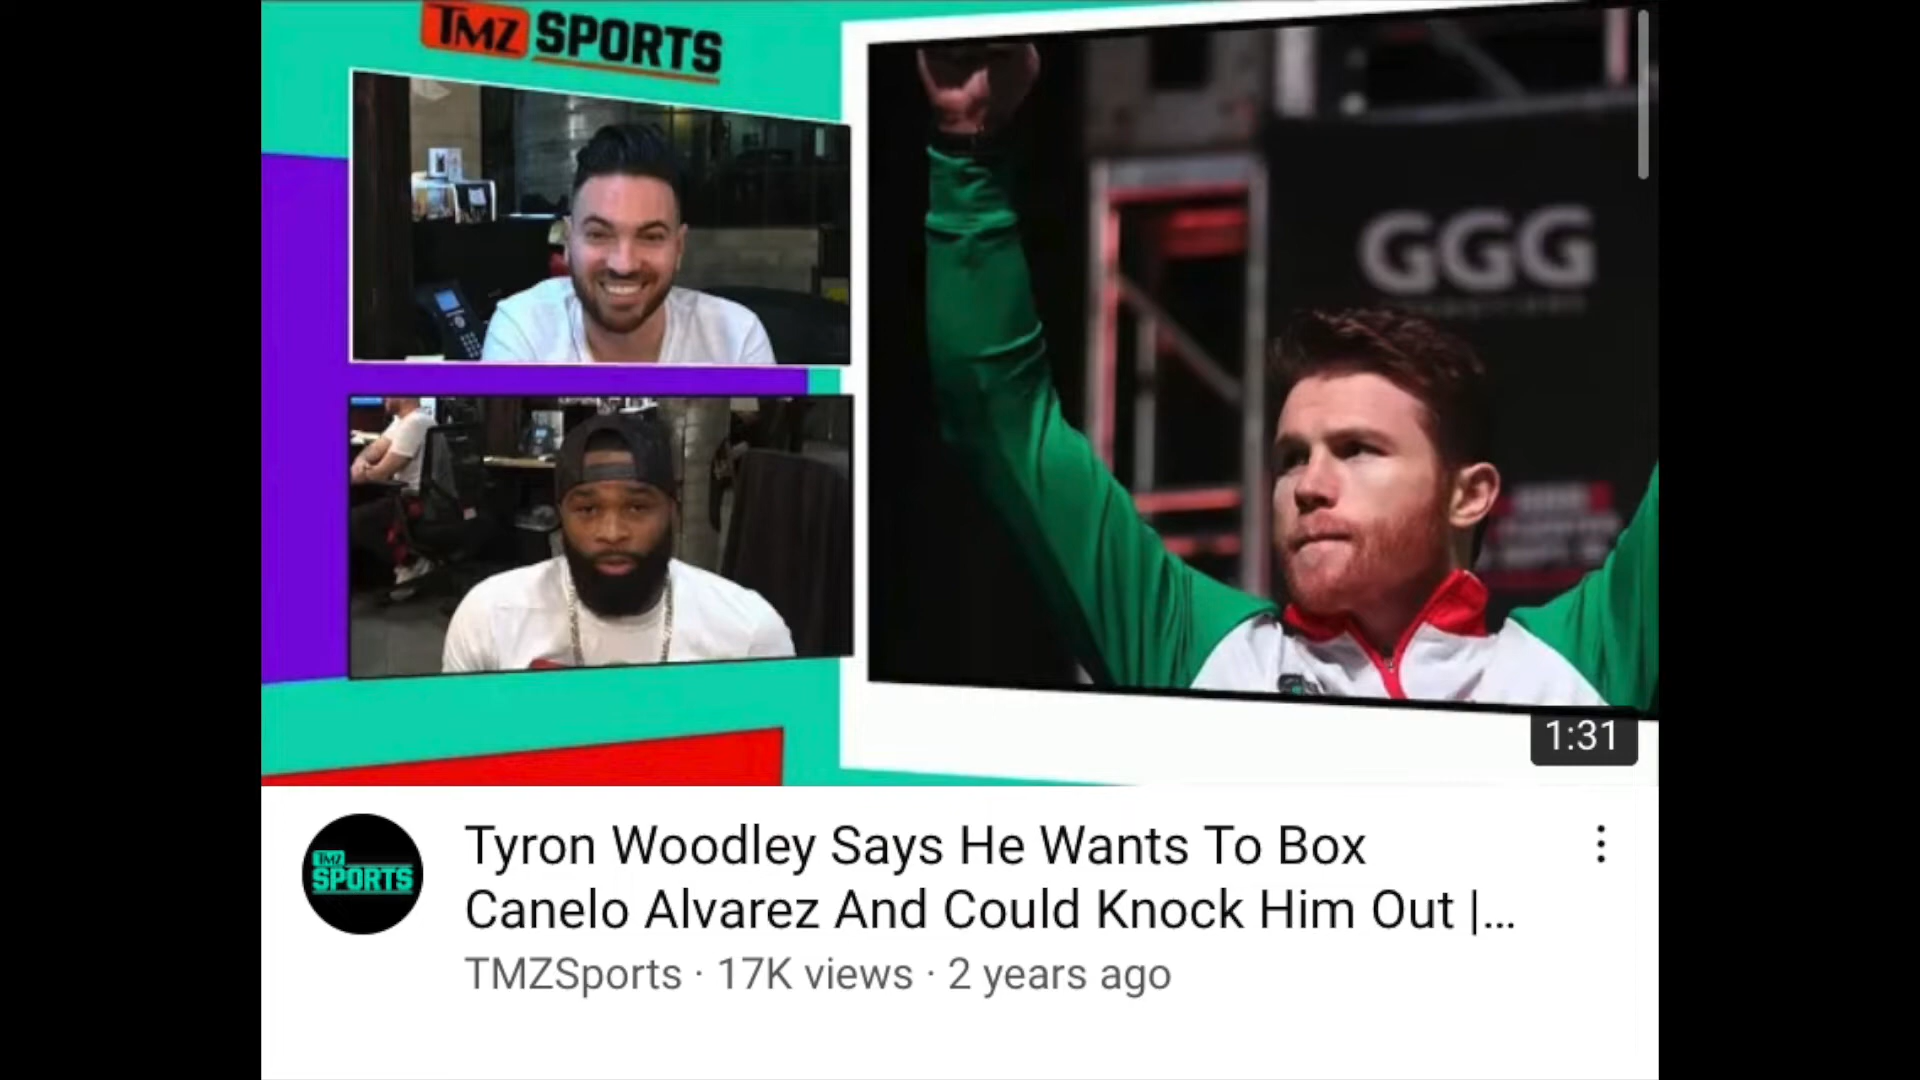 TMZ SPORTS
GGG
1:31
TMZ
SPORTS
Tyron Woodley Says He Wants To Box
Canelo Alvarez And Could Knock Him Out |...
TMZSports · 17K views · 2 years ago